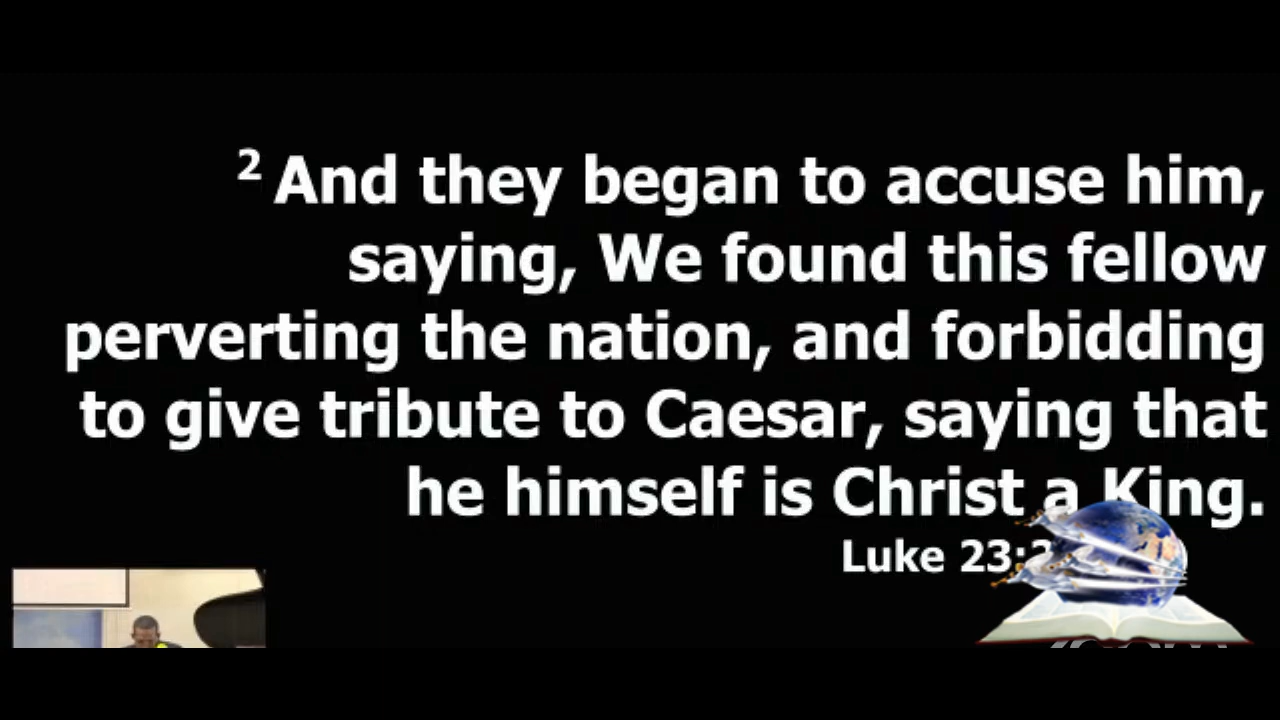 2 And they began to accuse him,
saying, We found this fellow
perverting the nation, and forbidding
to give tribute to Caesar, saying that
he himself is Christ a King.
Luke 23:2